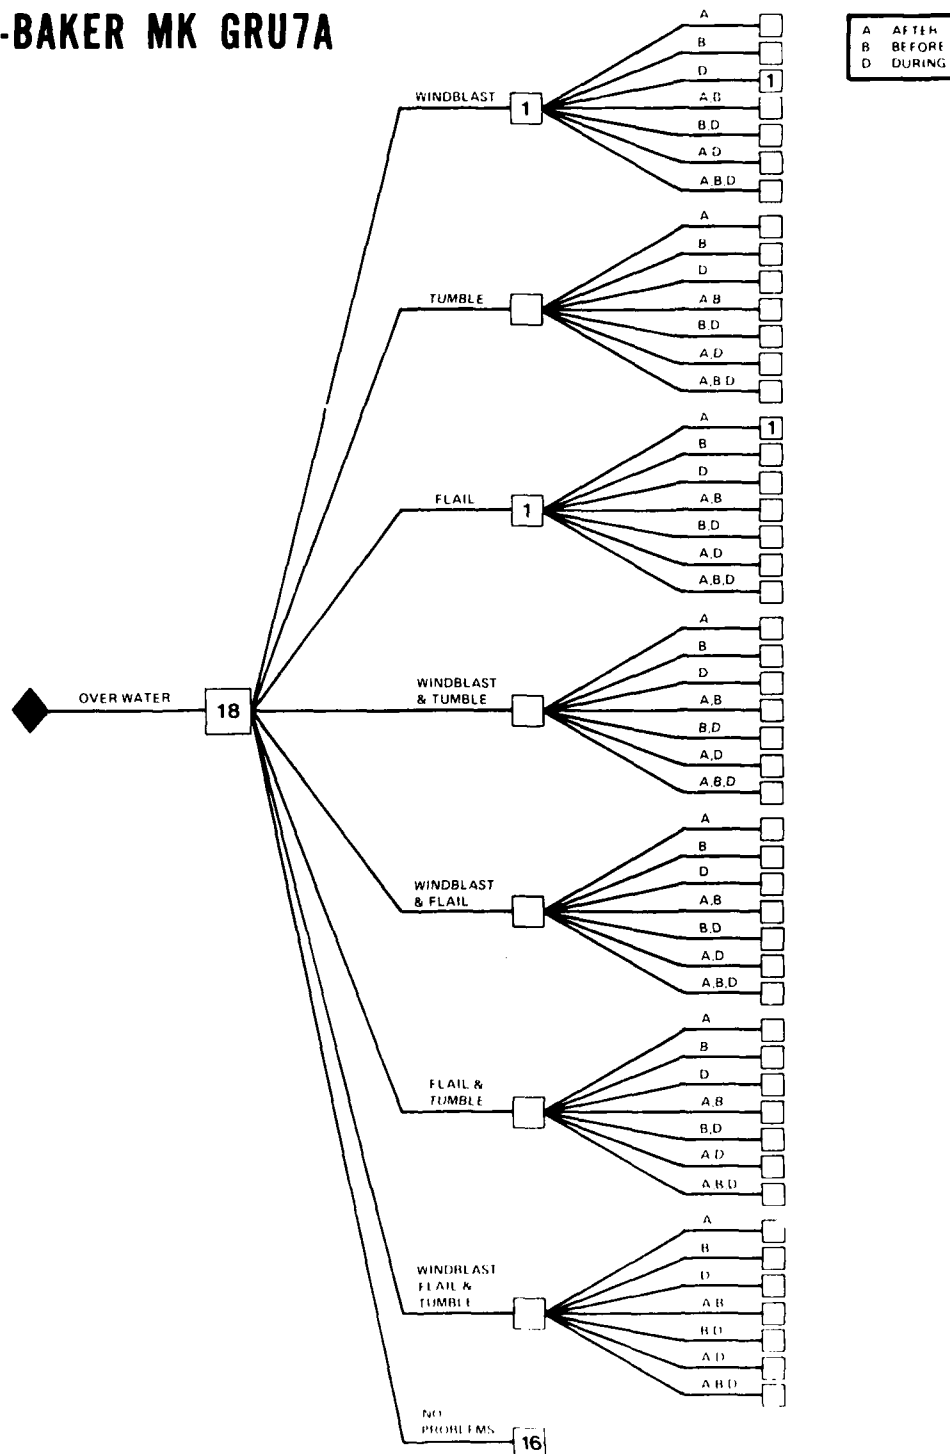 -BAKER MK GRU7A
A AFTER
B BEFORE
D DURING
OVER WATER
18
WINDBLAST
1
A
B
D
1
A,B
B,D
A,D
A,B,D
TUMBLE
A
B
D
A,B
B,D
A,D
A,B,D
FLAIL
1
A
1
B
D
A,B
B,D
A,D
A,B,D
WINDBLAST
& TUMBLE
A
B
D
A,B
B,D
A,D
A,B,D
WINDBLAST
& FLAIL
A
B
D
A,B
B,D
A,D
A,B,D
FLAIL &
TUMBLE
A
B
D
A,B
B,D
A,D
A,B,D
WINDBLAST
FLAIL &
TUMBLE
A
B
D
A,B
B,D
A,D
A,B,D
NO
PROBLEMS
16